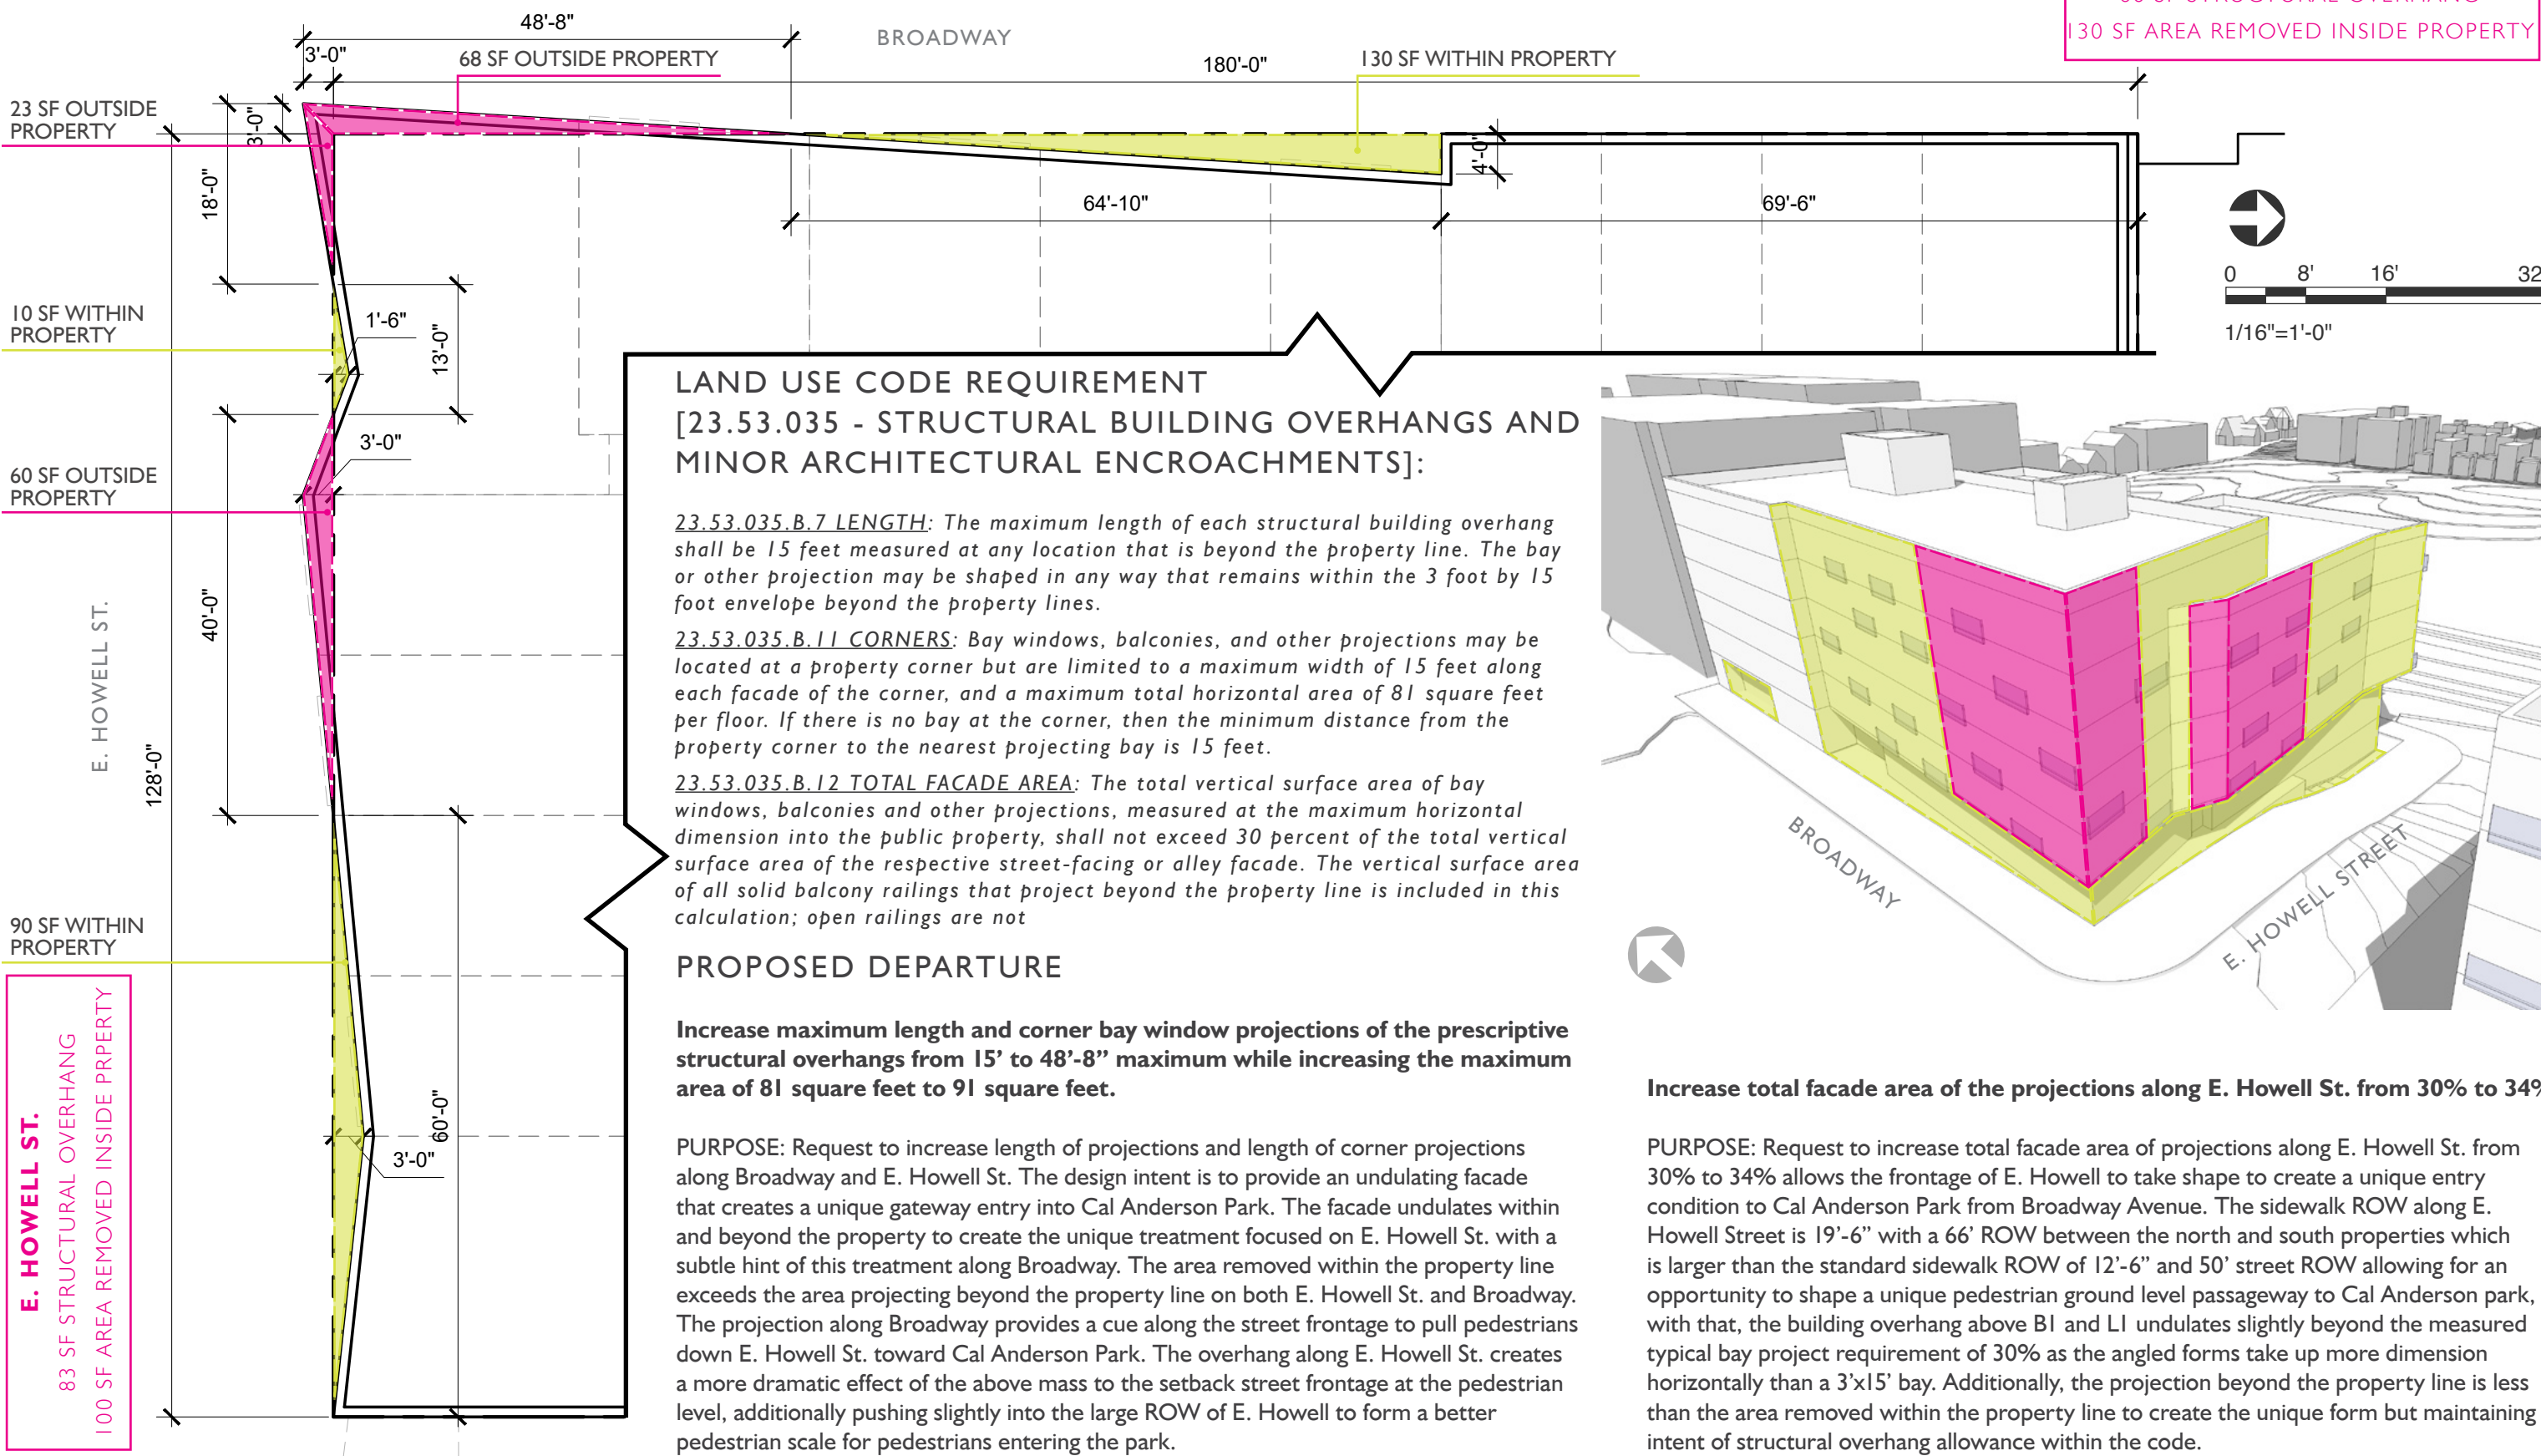 48'-8"
BROADWAY
3'-0"
68 SF OUTSIDE PROPERTY
180'-0"
130 SF WITHIN PROPERTY
130 SF AREA REMOVED INSIDE PROPERTY
23 SF OUTSIDE
PROPERTY
3'-0"
18'-0"
4'-0"
64'-10"
69'-6"
0 8' 16' 32
1/16"=1'-0"
10 SF WITHIN
PROPERTY
1'-6"
13'-0"
3'-0"
60 SF OUTSIDE
PROPERTY
40'-0"
E. HOWELL ST.
128'-0"
90 SF WITHIN
PROPERTY
60'-0"
3'-0"
E. HOWELL ST.
83 SF STRUCTURAL OVERHANG
100 SF AREA REMOVED INSIDE PRPERTY
LAND USE CODE REQUIREMENT
[23.53.035 - STRUCTURAL BUILDING OVERHANGS AND
MINOR ARCHITECTURAL ENCROACHMENTS]:
23.53.035.B.7 LENGTH: The maximum length of each structural building overhang
shall be 15 feet measured at any location that is beyond the property line. The bay
or other projection may be shaped in any way that remains within the 3 foot by 15
foot envelope beyond the property lines.
23.53.035.B.11 CORNERS: Bay windows, balconies, and other projections may be
located at a property corner but are limited to a maximum width of 15 feet along
each facade of the corner, and a maximum total horizontal area of 81 square feet
per floor. If there is no bay at the corner, then the minimum distance from the
property corner to the nearest projecting bay is 15 feet.
23.53.035.B.12 TOTAL FACADE AREA: The total vertical surface area of bay
windows, balconies and other projections, measured at the maximum horizontal
dimension into the public property, shall not exceed 30 percent of the total vertical
surface area of the respective street-facing or alley facade. The vertical surface area
of all solid balcony railings that project beyond the property line is included in this
calculation; open railings are not
PROPOSED DEPARTURE
Increase maximum length and corner bay window projections of the prescriptive
structural overhangs from 15' to 48'-8" maximum while increasing the maximum
area of 81 square feet to 91 square feet.
PURPOSE: Request to increase length of projections and length of corner projections
along Broadway and E. Howell St. The design intent is to provide an undulating facade
that creates a unique gateway entry into Cal Anderson Park. The facade undulates within
and beyond the property to create the unique treatment focused on E. Howell St. with a
subtle hint of this treatment along Broadway. The area removed within the property line
exceeds the area projecting beyond the property line on both E. Howell St. and Broadway.
The projection along Broadway provides a cue along the street frontage to pull pedestrians
down E. Howell St. toward Cal Anderson Park. The overhang along E. Howell St. creates
a more dramatic effect of the above mass to the setback street frontage at the pedestrian
level, additionally pushing slightly into the large ROW of E. Howell to form a better
pedestrian scale for pedestrians entering the park.
BROADWAY
E. HOWELL STREET
Increase total facade area of the projections along E. Howell St. from 30% to 34%
PURPOSE: Request to increase total facade area of projections along E. Howell St. from
30% to 34% allows the frontage of E. Howell to take shape to create a unique entry
condition to Cal Anderson Park from Broadway Avenue. The sidewalk ROW along E.
Howell Street is 19'-6" with a 66' ROW between the north and south properties which
is larger than the standard sidewalk ROW of 12'-6" and 50' street ROW allowing for an
opportunity to shape a unique pedestrian ground level passageway to Cal Anderson park,
with that, the building overhang above B1 and L1 undulates slightly beyond the measured
typical bay project requirement of 30% as the angled forms take up more dimension
horizontally than a 3'x15' bay. Additionally, the projection beyond the property line is less
than the area removed within the property line to create the unique form but maintaining
intent of structural overhang allowance within the code.